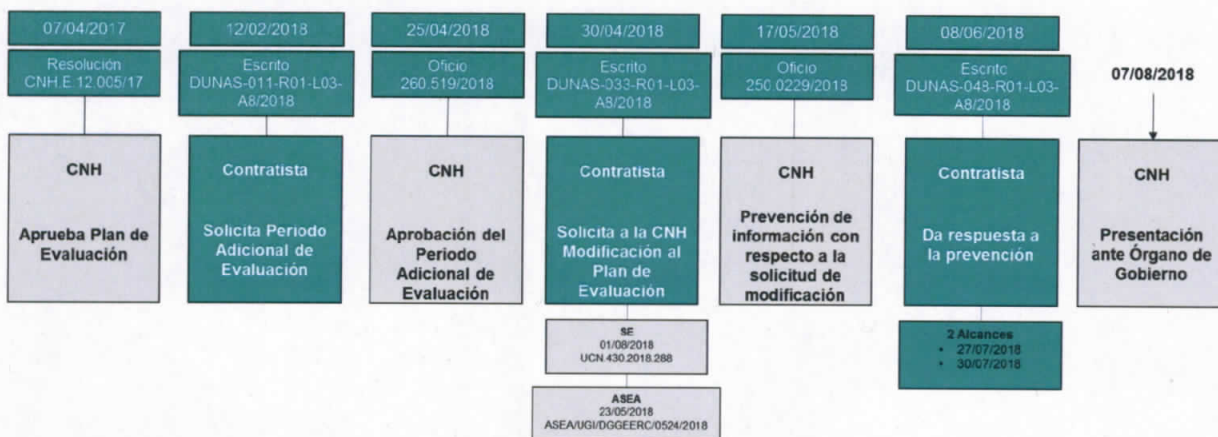 07/04/2017
Resolución
CNH.E.12.005/17
CNH
Aprueba Plan de
Evaluación
12/02/2018
Escrito
DUNAS-011-R01-L03-
A8/2018
Contratista
Solicita Periodo
Adicional de
Evaluación
25/04/2018
Oficio
260.519/2018
CNH
Aprobación del
Periodo
Adicional de
Evaluación
30/04/2018
Escrito
DUNAS-033-R01-L03-
A8/2018
Contratista
Solicita a la CNH
Modificación al
Plan de
Evaluación
SE
01/08/2018
UCN.430.2018.288
ASEA
23/05/2018
ASEA/UGI/DGGEERC/0524/2018
17/05/2018
Oficio
250.0229/2018
CNH
Prevención de
información con
respecto a la
solicitud de
modificación
08/06/2018
Escrito
DUNAS-048-R01-L03-
A8/2018
Contratista
Da respuesta a
la prevención
2 Alcances
• 27/07/2018
• 30/07/2018
07/08/2018
CNH
Presentación
ante Órgano de
Gobierno